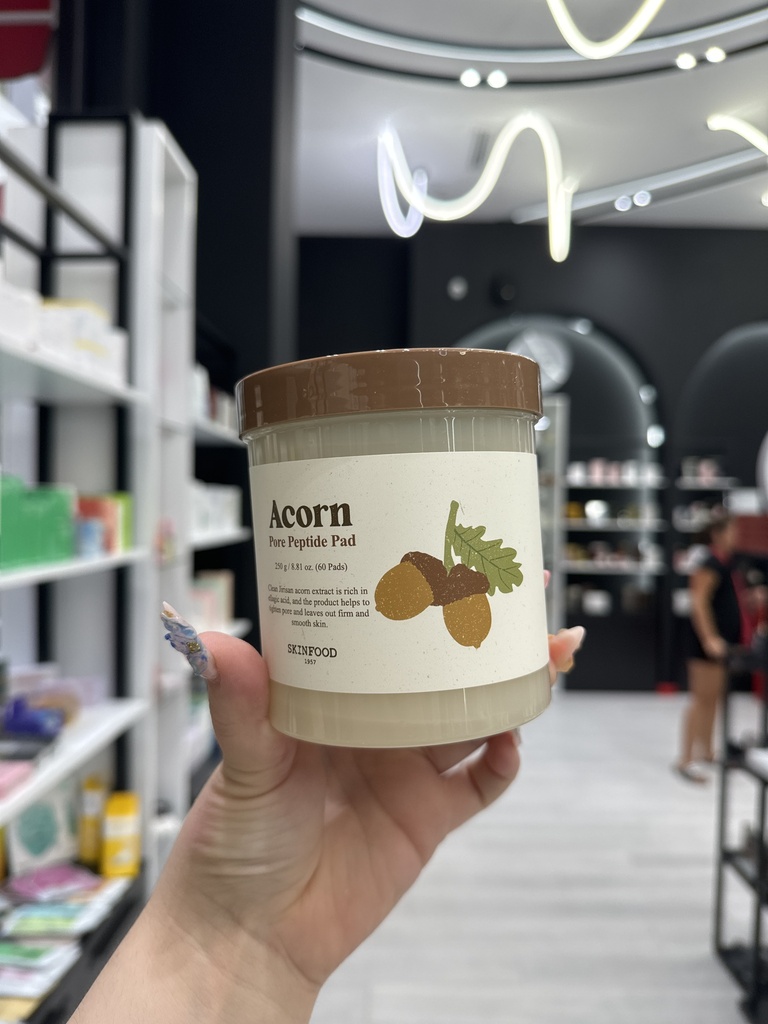 Acorn
Pore Peptide Pad
250 g / 8.81 oz. (60 Pads)
Clean Jirisan acorn extract is rich in
ellagic acid, and the product helps to
tighten pore and leaves out firm and
smooth skin.
SKINFOOD
1957